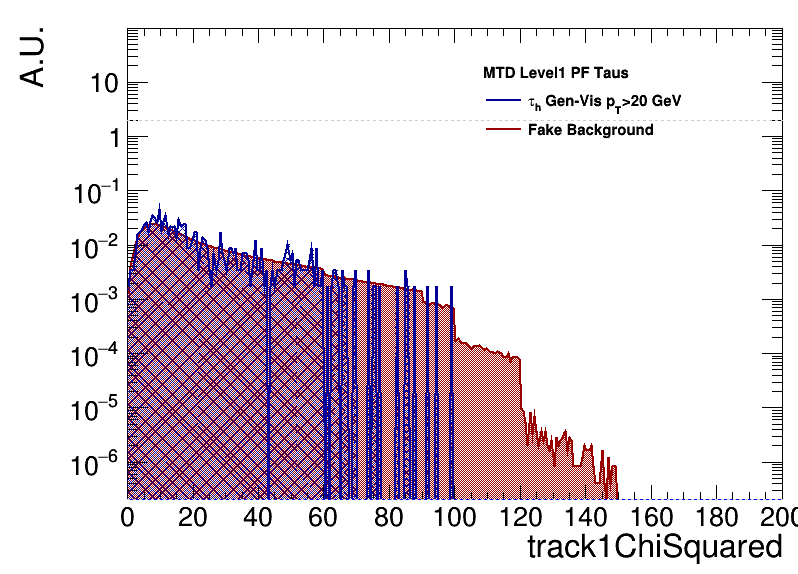 A.U.
MTD Level1 PF Taus
τh Gen-Vis pT>20 GeV
Fake Background
10
1
10−1
10−2
10−3
10−4
10−5
10−6
0 20 40 60 80 100 120 140 160 180 200
track1ChiSquared